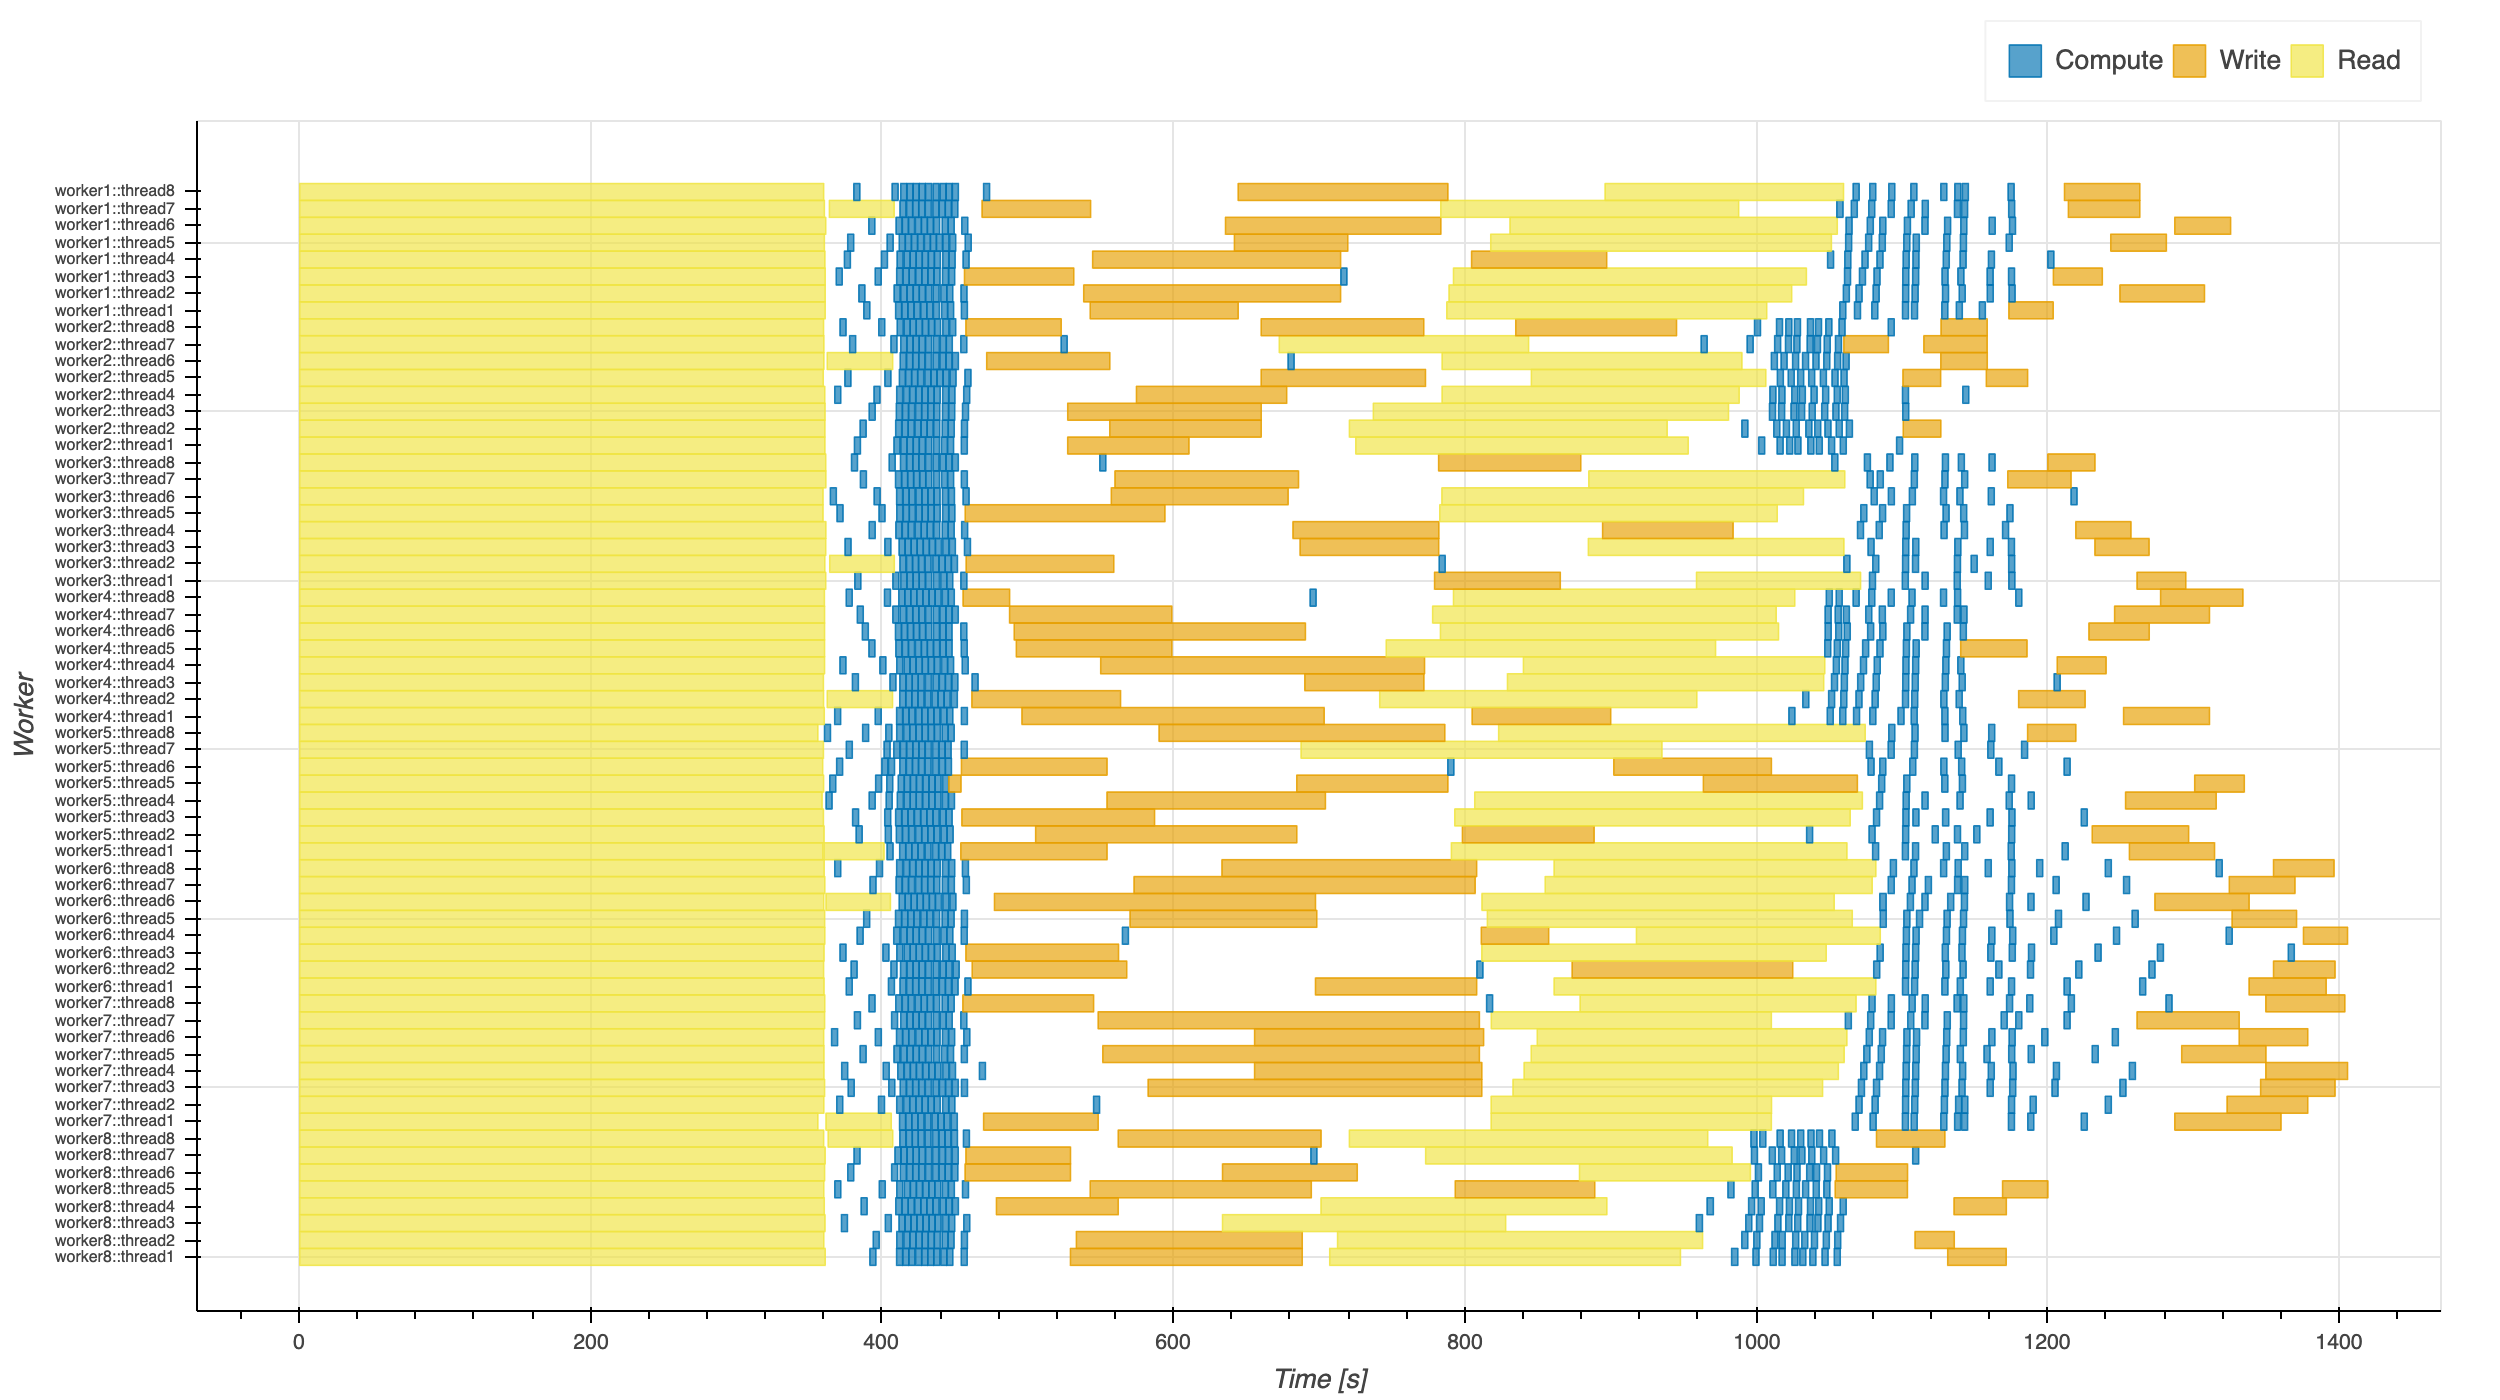 Compute Write Read
worker1::thread8
worker1::thread7
worker1::thread6
worker1::thread5
worker1::thread4
worker1::thread3
worker1::thread2
worker1::thread1
worker2::thread8
worker2::thread7
worker2::thread6
worker2::thread5
worker2::thread4
worker2::thread3
worker2::thread2
worker2::thread1
worker3::thread8
worker3::thread7
worker3::thread6
worker3::thread5
worker3::thread4
worker3::thread3
worker3::thread2
worker3::thread1
worker4::thread8
worker4::thread7
worker4::thread6
worker4::thread5
worker4::thread4
worker4::thread3
worker4::thread2
worker4::thread1
worker5::thread8
worker5::thread7
worker5::thread6
worker5::thread5
worker5::thread4
worker5::thread3
worker5::thread2
worker5::thread1
worker6::thread8
worker6::thread7
worker6::thread6
worker6::thread5
worker6::thread4
worker6::thread3
worker6::thread2
worker6::thread1
worker7::thread8
worker7::thread7
worker7::thread6
worker7::thread5
worker7::thread4
worker7::thread3
worker7::thread2
worker7::thread1
worker8::thread8
worker8::thread7
worker8::thread6
worker8::thread5
worker8::thread4
worker8::thread3
worker8::thread2
worker8::thread1
Worker
0 200 400 600 800 1000 1200 1400
Time [s]